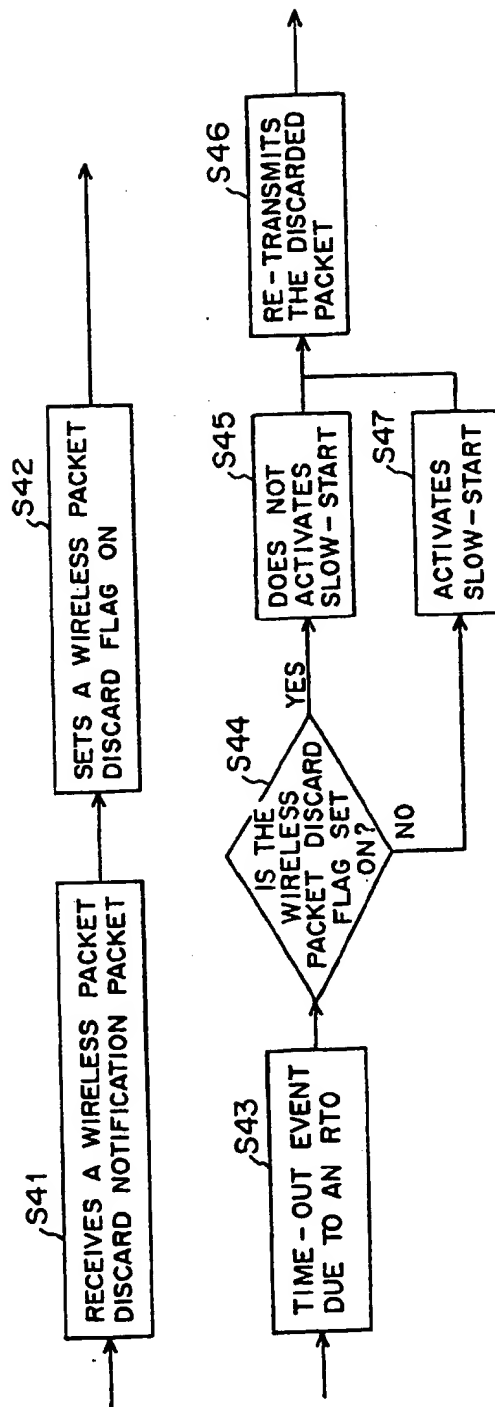 S41
RECEIVES A WIRELESS PACKET
DISCARD NOTIFICATION PACKET
S42
SETS A WIRELESS PACKET
DISCARD FLAG ON
S43
TIME-OUT EVENT
DUE TO AN RTO
S44
IS THE
WIRELESS
PACKET DISCARD
FLAG SET
ON?
YES
NO
S45
DOES NOT
ACTIVATES
SLOW-START
S47
ACTIVATES
SLOW-START
S46
RE-TRANSMITS
THE DISCARDED
PACKET